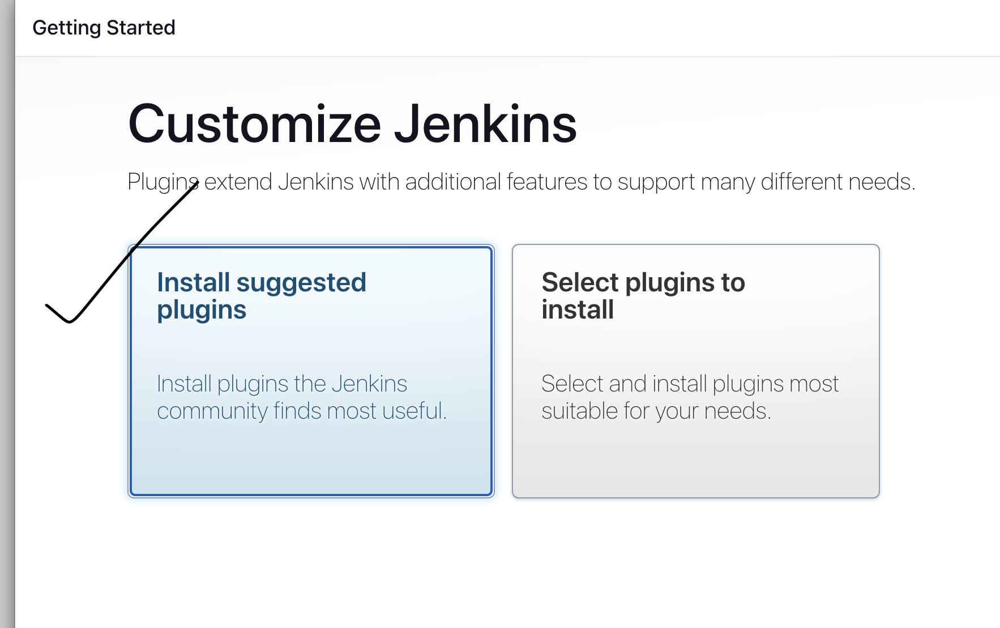 Getting Started
Customize Jenkins
Plugins extend Jenkins with additional features to support many different needs.
Install suggested
plugins
Install plugins the Jenkins
community finds most useful.
Select plugins to
install
Select and install plugins most
suitable for your needs.